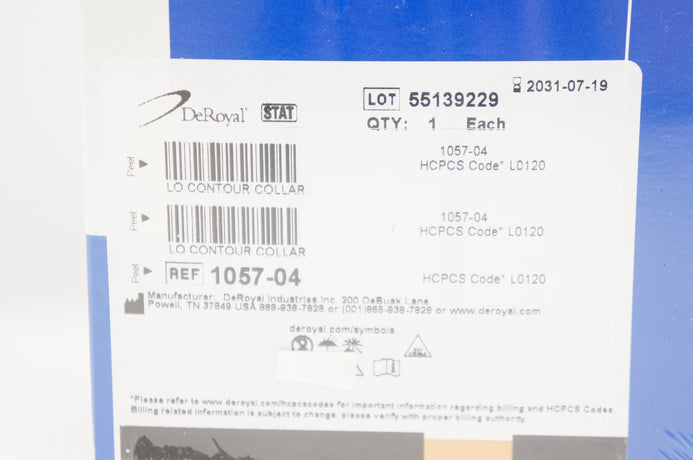 DeRoyal STAT
LOT 55139229 2031-07-19
QTY: 1 Each
Peel
1057-04
HCPCS Code* L0120
LO CONTOUR COLLAR
Peel
1057-04
HCPCS Code* L0120
LO CONTOUR COLLAR
Peel
REF 1057-04 HCPCS Code* L0120
Manufacturer DeRoyal Industries Inc. 200 DeBusk Lane
Powell, TN 37849 USA 888-938-7828 or (001)865-938-7828 or www.deroyal.com
deroyal.com/symbols
*Please refer to www.deroyal.com/hcpcscodes for important information regarding billing and HCPCS Codes.
Billing related information is subject to change, please verify with proper billing authority.